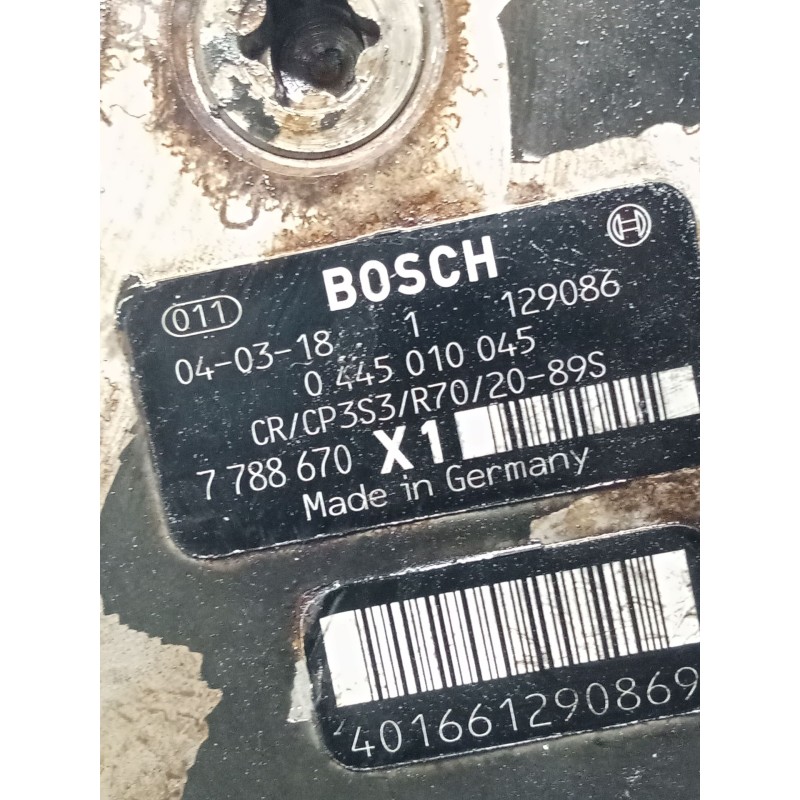 BOSCH
011
04-03-18 1 129086
0 445 010 045
CR/CP3S3/R70/20-89S
7 788 670 X1
Made in Germany
401661290869